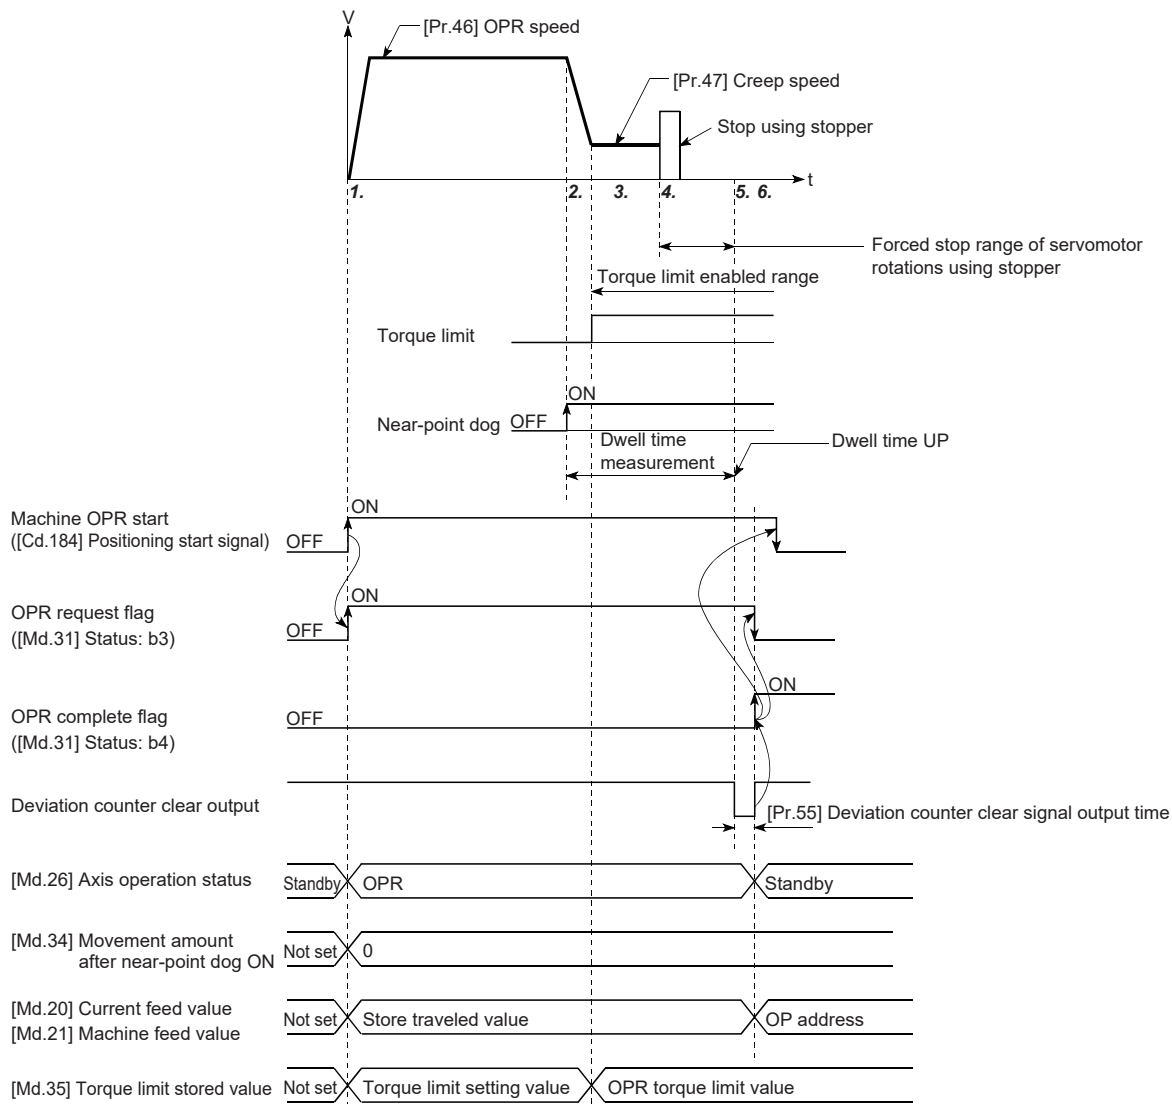 V
[Pr.46] OPR speed
[Pr.47] Creep speed
Stop using stopper
t
1.
2.
3.
4.
5.
6.
Forced stop range of servomotor
rotations using stopper
Torque limit enabled range
Torque limit
ON
Near-point dog
OFF
Dwell time
measurement
Dwell time UP
ON
Machine OPR start
([Cd.184] Positioning start signal)
OFF
ON
OPR request flag
([Md.31] Status: b3)
OFF
ON
OPR complete flag
([Md.31] Status: b4)
OFF
Deviation counter clear output
[Pr.55] Deviation counter clear signal output time
[Md.26] Axis operation status
Standby
OPR
Standby
[Md.34] Movement amount
after near-point dog ON
Not set
0
[Md.20] Current feed value
[Md.21] Machine feed value
Not set
Store traveled value
OP address
[Md.35] Torque limit stored value
Not set
Torque limit setting value
OPR torque limit value